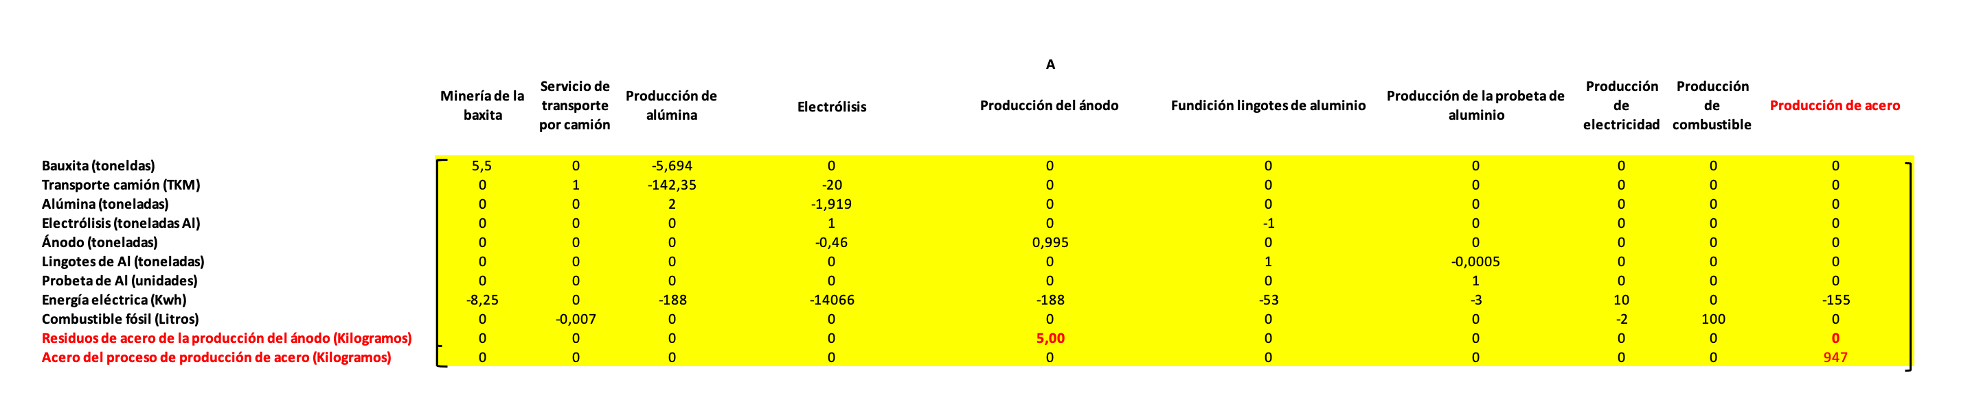 A
Minería de la baxita	Servicio de transporte por camión	Producción de alúmina	Electrólisis	Producción del ánodo	Fundición lingotes de aluminio	Producción de la probeta de aluminio	Producción de electricidad	Producción de combustible	Producción de acero
Bauxita (toneldas)	5,5	0	-5,694	0	0	0	0	0	0	0
Transporte camión (TKM)	0	1	-142,35	-20	0	0	0	0	0	0
Alúmina (toneladas)	0	0	2	-1,919	0	0	0	0	0	0
Electrólisis (toneladas Al)	0	0	0	1	0	-1	0	0	0	0
Ánodo (toneladas)	0	0	0	-0,46	0,995	0	0	0	0	0
Lingotes de Al (toneladas)	0	0	0	0	0	1	-0,0005	0	0	0
Probeta de Al (unidades)	0	0	0	0	0	0	1	0	0	0
Energía eléctrica (Kwh)	-8,25	0	-188	-14066	-188	-53	-3	10	0	-155
Combustible fósil (Litros)	0	-0,007	0	0	0	0	0	-2	100	0
Residuos de acero de la producción del ánodo (Kilogramos)	0	0	0	0	5,00	0	0	0	0	0
Acero del proceso de producción de acero (Kilogramos)	0	0	0	0	0	0	0	0	0	947